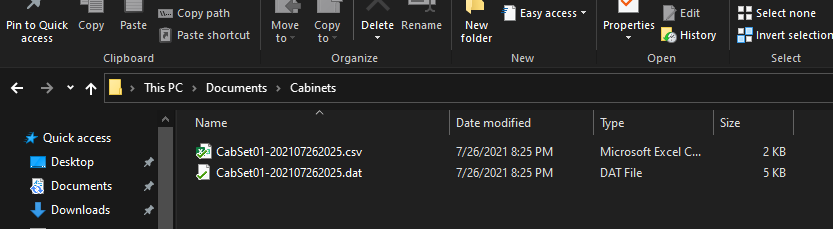 Pin to Quick access
Copy
Paste
Copy path
Paste shortcut
Clipboard
Move to
Copy to
Delete
Rename
Organize
New folder
Easy access
New
Properties
Edit
History
Open
Select none
Invert selection
Select
This PC > Documents > Cabinets
Name Date modified Type Size
Quick access
CabSet01-202107262025.csv 7/26/2021 8:25 PM Microsoft Excel C... 2 KB
Desktop
CabSet01-202107262025.dat 7/26/2021 8:25 PM DAT File 5 KB
Documents
Downloads